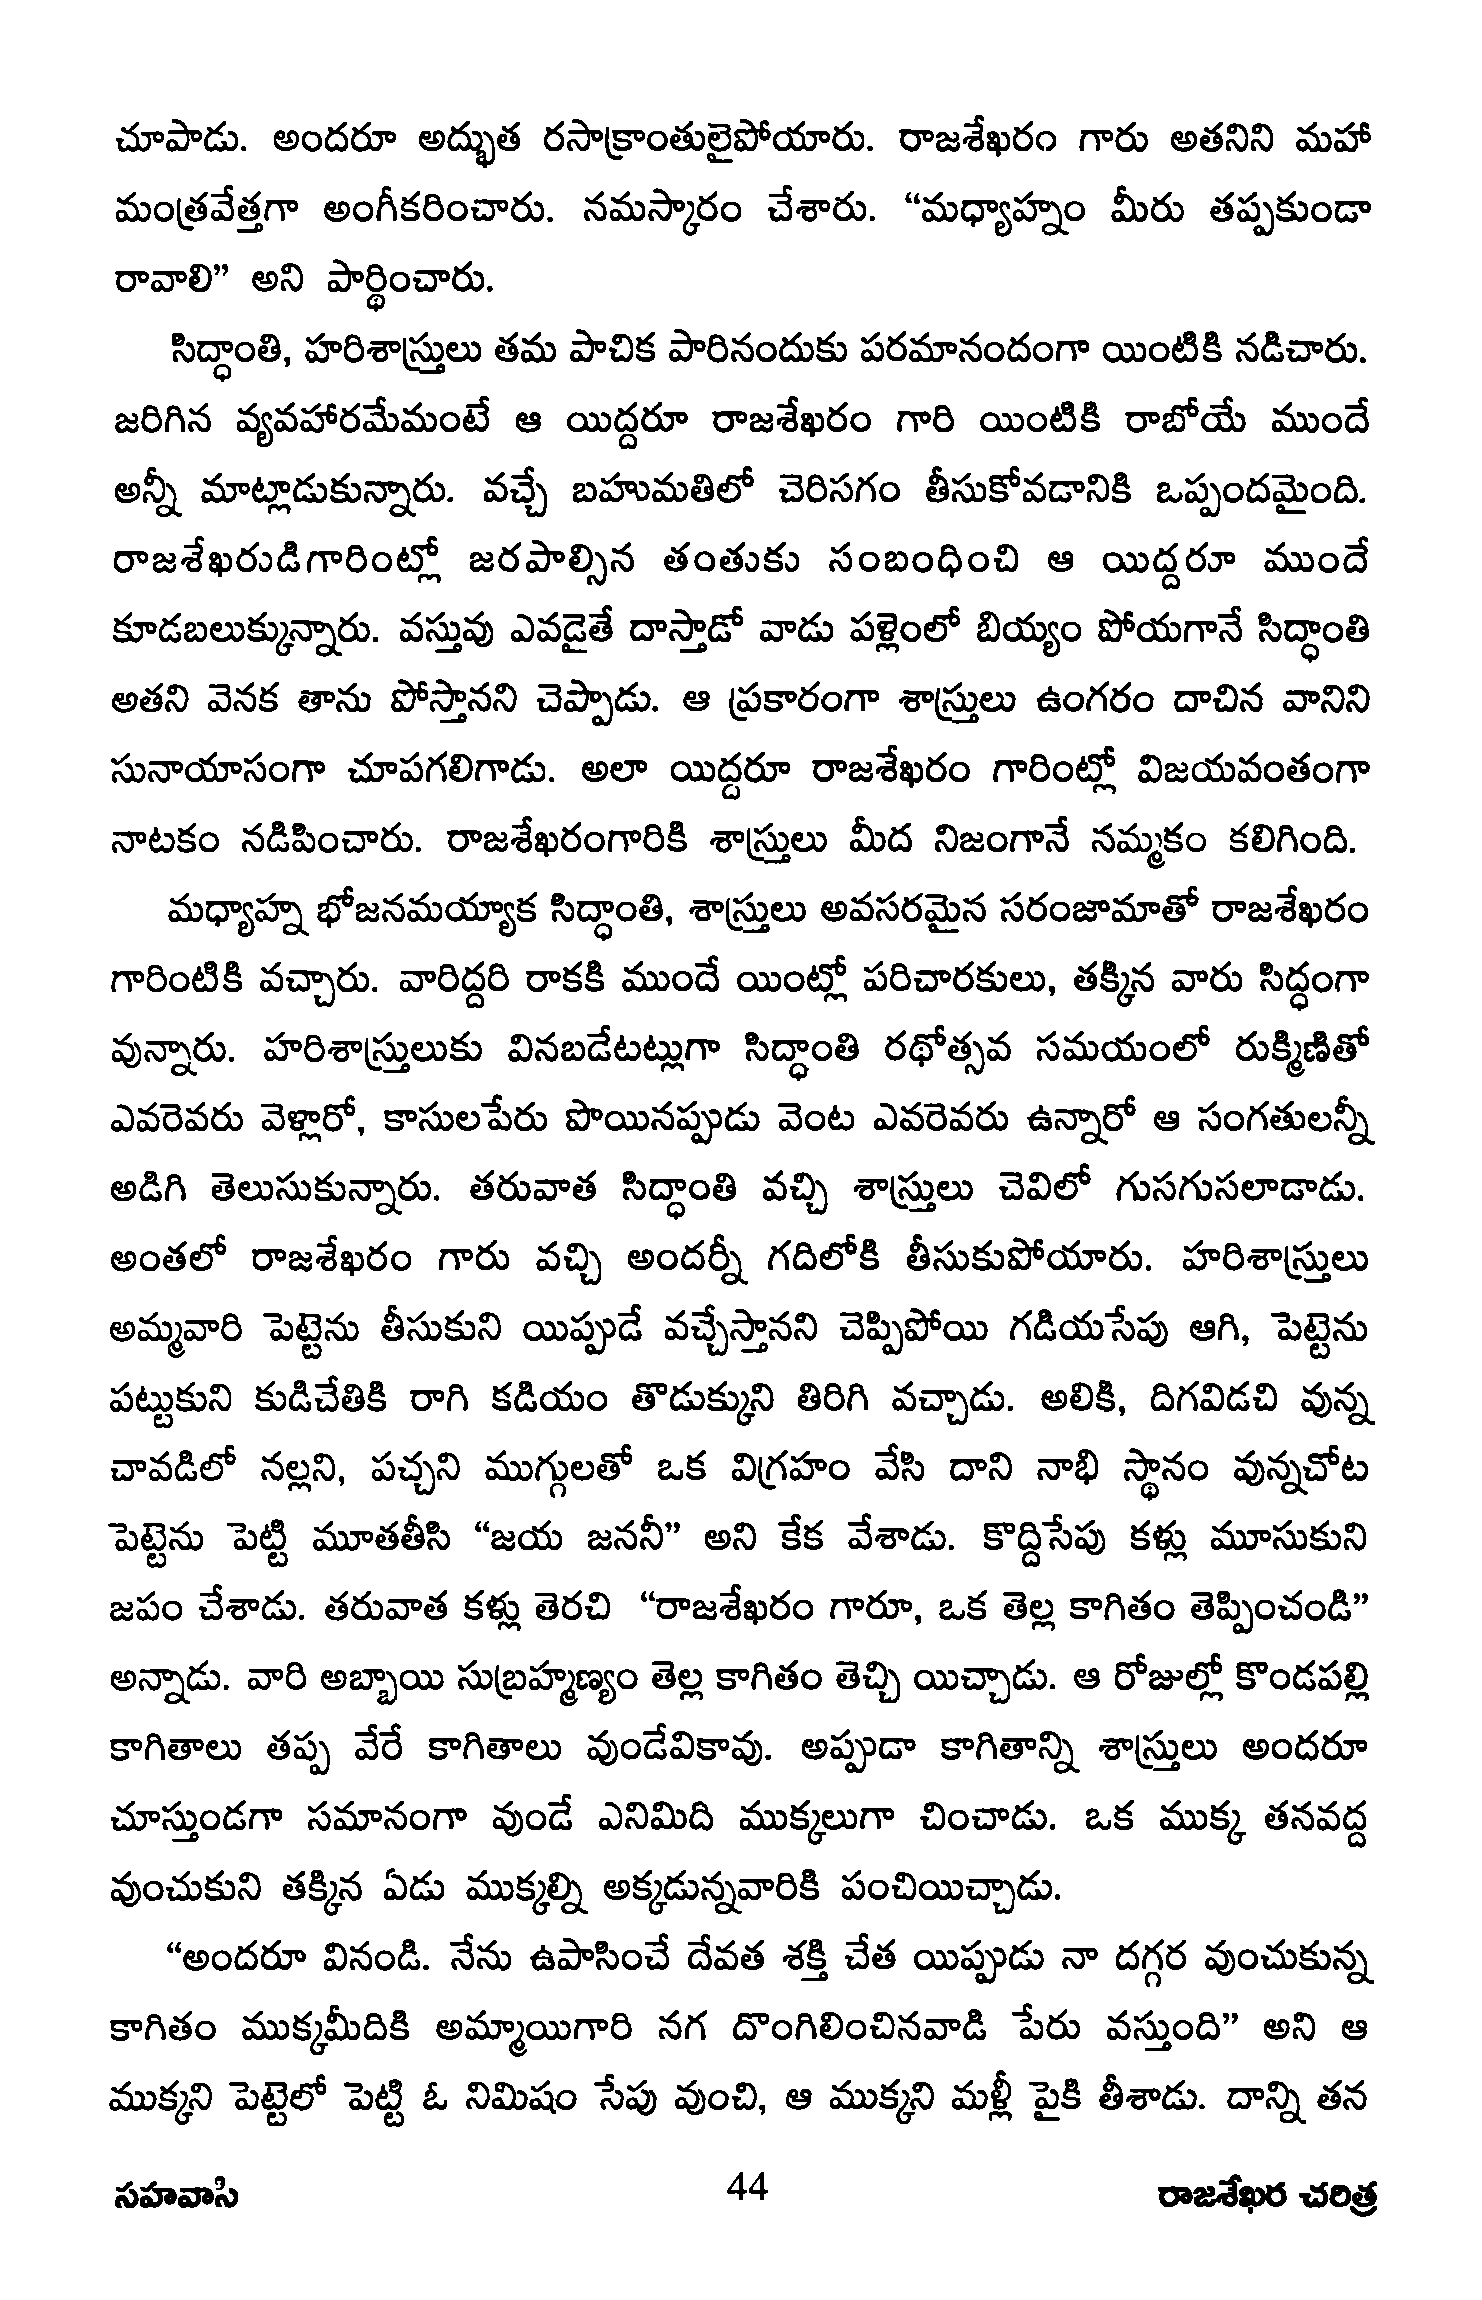 చూపాడు. అందరూ అద్భుత రసాక్రాంతులైపోయారు. రాజశేఖరం గారు అతనిని మహా
మంత్రవేత్తగా అంగీకరించారు. నమస్కారం చేశారు. “మధ్యాహ్నం మీరు తప్పకుండా
రావాలి” అని పార్థించారు.
సిద్ధాంతి, హరిశాస్త్రులు తమ పాచిక పారినందుకు పరమానందంగా యింటికి నడిచారు.
జరిగిన వ్యవహారమేమంటే ఆ యిద్దరూ రాజశేఖరం గారి యింటికి రాబోయే ముందే
అన్నీ మాట్లాడుకున్నారు. వచ్చే బహుమతిలో చెరిసగం తీసుకోవడానికి ఒప్పందమైంది.
రాజశేఖరుడిగారింట్లో జరపాల్సిన తంతుకు సంబంధించి ఆ యిద్దరూ ముందే
కూడబలుక్కున్నారు. వస్తువు ఎవడైతే దాస్తాడో వాడు పళ్లెంలో బియ్యం పోయగానే సిద్ధాంతి
అతని వెనక తాను పోస్తానని చెప్పాడు. ఆ ప్రకారంగా శాస్త్రులు ఉంగరం దాచిన వానిని
సునాయాసంగా చూపగలిగాడు. అలా యిద్దరూ రాజశేఖరం గారింట్లో విజయవంతంగా
నాటకం నడిపించారు. రాజశేఖరంగారికి శాస్త్రులు మీద నిజంగానే నమ్మకం కలిగింది.
మధ్యాహ్న భోజనమయ్యాక సిద్ధాంతి, శాస్త్రులు అవసరమైన సరంజామాతో రాజశేఖరం
గారింటికి వచ్చారు. వారిద్దరి రాకకి ముందే యింట్లో పరిచారకులు, తక్కిన వారు సిద్ధంగా
వున్నారు. హరిశాస్త్రులుకు వినబడేటట్లుగా సిద్ధాంతి రథోత్సవ సమయంలో రుక్మిణితో
ఎవరెవరు వెళ్లారో, కాసులపేరు పొయినప్పుడు వెంట ఎవరెవరు ఉన్నారో ఆ సంగతులన్నీ
అడిగి తెలుసుకున్నారు. తరువాత సిద్ధాంతి వచ్చి శాస్త్రులు చెవిలో గుసగుసలాడాడు.
అంతలో రాజశేఖరం గారు వచ్చి అందర్నీ గదిలోకి తీసుకుపోయారు. హరిశాస్త్రులు
అమ్మవారి పెట్టెను తీసుకుని యిప్పుడే వచ్చేస్తానని చెప్పిపోయి గడియసేపు ఆగి, పెట్టెను
పట్టుకుని కుడిచేతికి రాగి కడియం తొడుక్కుని తిరిగి వచ్చాడు. అలికి, దిగవిడచి వున్న
చావడిలో నల్లని, పచ్చని ముగ్గులతో ఒక విగ్రహం వేసి దాని నాభి స్థానం వున్నచోట
పెట్టెను పెట్టి మూతతీసి “జయ జననీ” అని కేక వేశాడు. కొద్దిసేపు కళ్లు మూసుకుని
జపం చేశాడు. తరువాత కళ్లు తెరచి “రాజశేఖరం గారూ, ఒక తెల్ల కాగితం తెప్పించండి”
అన్నాడు. వారి అబ్బాయి సుబ్రహ్మణ్యం తెల్ల కాగితం తెచ్చి యిచ్చాడు. ఆ రోజుల్లో కొండపల్లి
కాగితాలు తప్ప వేరే కాగితాలు వుండేవికావు. అప్పుడా కాగితాన్ని శాస్త్రులు అందరూ
చూస్తుండగా సమానంగా వుండే ఎనిమిది ముక్కలుగా చించాడు. ఒక ముక్క తనవద్ద
వుంచుకుని తక్కిన ఏడు ముక్కల్ని అక్కడున్నవారికి పంచియిచ్చాడు.
“అందరూ వినండి. నేను ఉపాసించే దేవత శక్తి చేత యిప్పుడు నా దగ్గర వుంచుకున్న
కాగితం ముక్కమీదికి అమ్మాయిగారి నగ దొంగిలించినవాడి పేరు వస్తుంది” అని ఆ
ముక్కని పెట్టెలో పెట్టి ఓ నిమిషం సేపు వుంచి, ఆ ముక్కని మళ్లీ పైకి తీశాడు. దాన్ని తన
సహవాసి 44 రాజశేఖర చరిత్ర